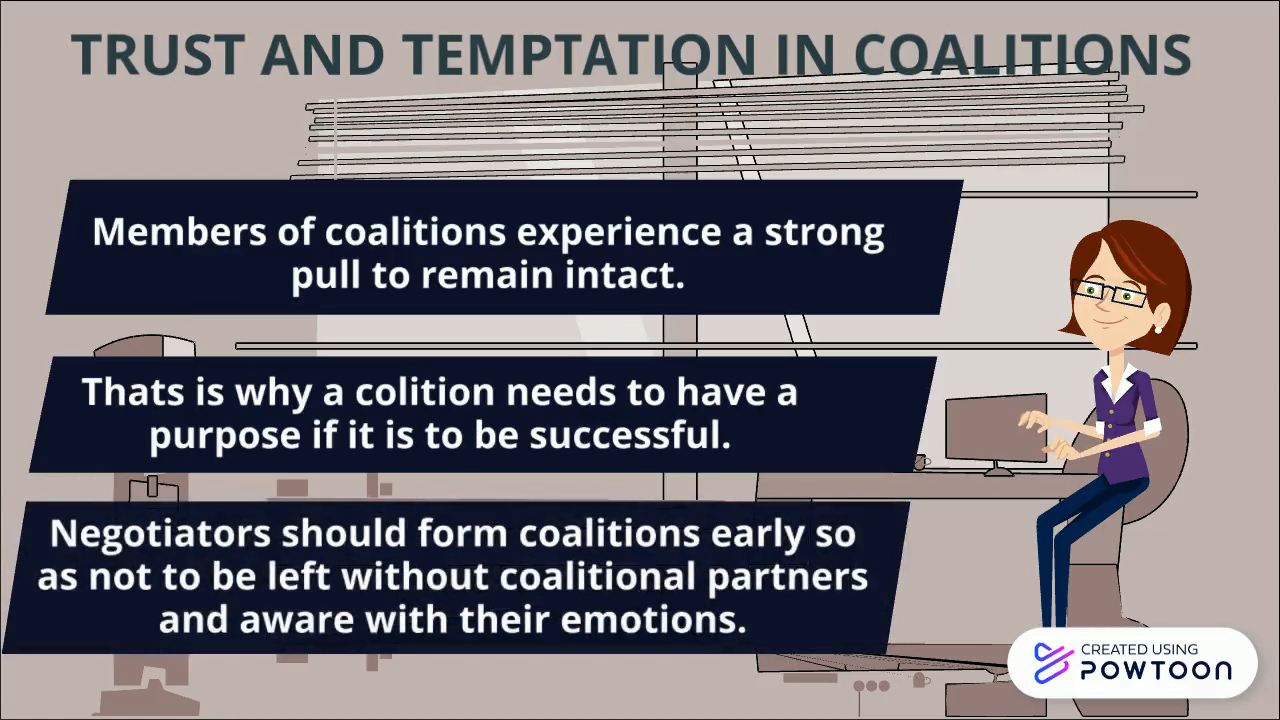 TRUST AND TEMPTATION IN COALITIONS
Members of coalitions experience a strong
pull to remain intact.
Thats is why a colition needs to have a
purpose if it is to be successful.
Negotiators should form coalitions early so
as not to be left without coalitional partners
and aware with their emotions.
CREATED USING
POWTOON